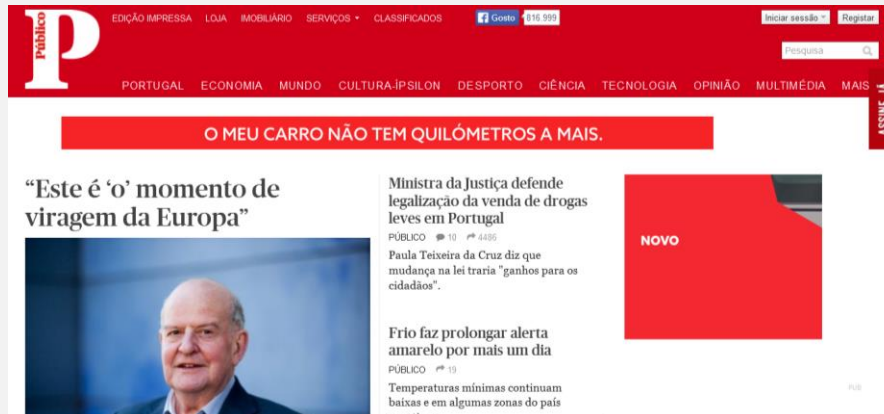 Público
EDIÇÃO IMPRESSA LOJA IMOBILIÁRIO SERVIÇOS CLASSIFICADOS
Gosto 816.999
Iniciar sessão Registar
Pesquisa
PORTUGAL ECONOMIA MUNDO CULTURA-ÍPSILON DESPORTO CIÊNCIA TECNOLOGIA OPINIÃO MULTIMÉDIA MAIS
ASSINE JÁ
O MEU CARRO NÃO TEM QUILÓMETROS A MAIS.
“Este é ‘o’ momento de
viragem da Europa”
Ministra da Justiça defende
legalização da venda de drogas
leves em Portugal
PÚBLICO 10 4486
Paula Teixeira da Cruz diz que
mudança na lei traria "ganhos para os
cidadãos".
Frio faz prolongar alerta
amarelo por mais um dia
PÚBLICO 19
Temperaturas mínimas continuam
baixas e em algumas zonas do país
NOVO
PUB